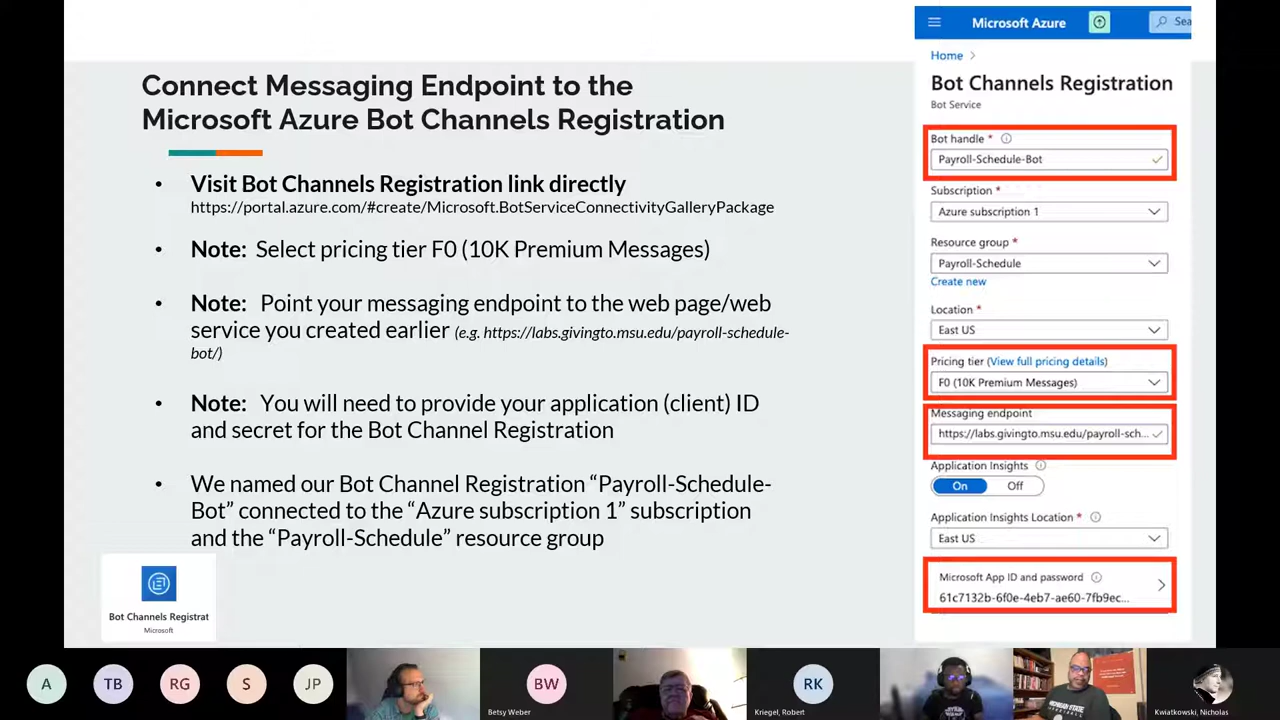 Connect Messaging Endpoint to the
Microsoft Azure Bot Channels Registration
• Visit Bot Channels Registration link directly
https://portal.azure.com/#create/Microsoft.BotServiceConnectivityGalleryPackage
• Note: Select pricing tier F0 (10K Premium Messages)
• Note: Point your messaging endpoint to the web page/web
service you created earlier (e.g. https://labs.givingto.msu.edu/payroll-schedule-
bot/)
• Note: You will need to provide your application (client) ID
and secret for the Bot Channel Registration
• We named our Bot Channel Registration “Payroll-Schedule-
Bot” connected to the “Azure subscription 1” subscription
and the “Payroll-Schedule” resource group
Bot Channels Registrat
Microsoft
Microsoft Azure
Sea
Home >
Bot Channels Registration
Bot Service
Bot handle *
Payroll-Schedule-Bot
Subscription *
Azure subscription 1
Resource group *
Payroll-Schedule
Create new
Location *
East US
Pricing tier (View full pricing details)
F0 (10K Premium Messages)
Messaging endpoint
https://labs.givingto.msu.edu/payroll-sch...
Application Insights
On Off
Application Insights Location *
East US
Microsoft App ID and password
61c7132b-6f0e-4eb7-ae60-7fb9ec...
A
TB
RG
S
JP
BW
Betsy Weber
RK
Kriegel, Robert
Kwiatkowski, Nicholas